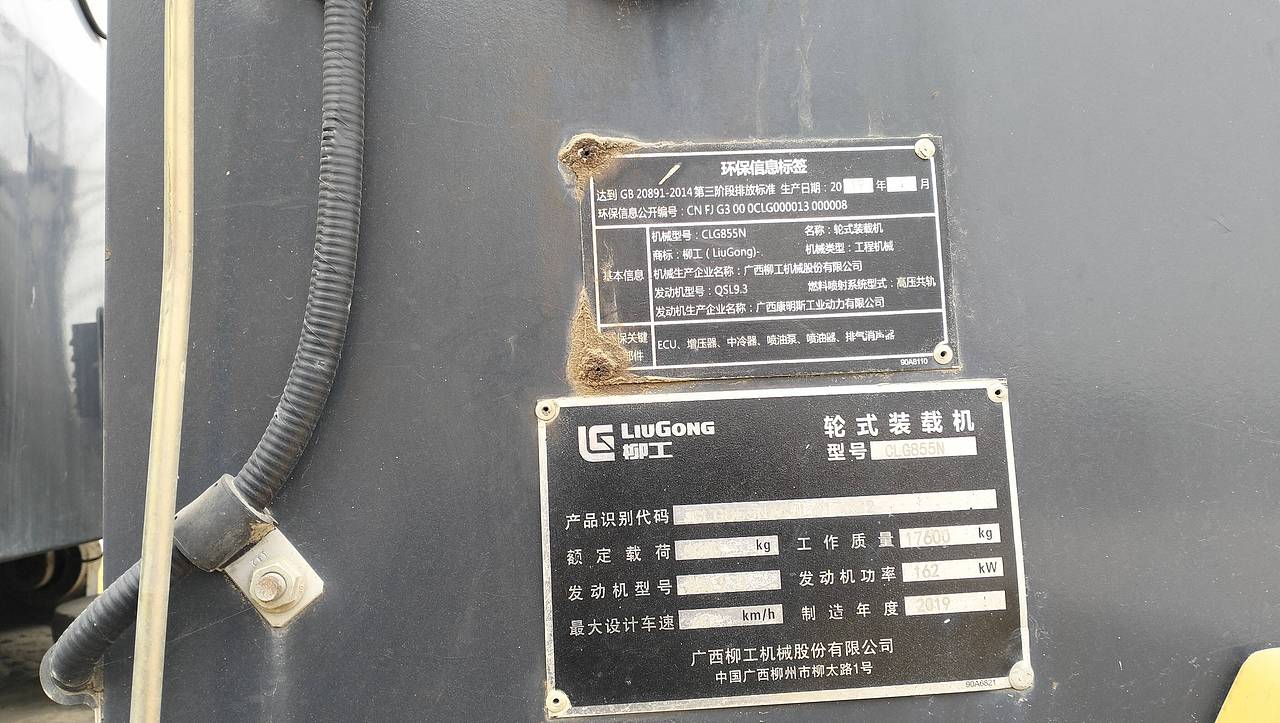 环保信息标签
达到 GB 20891-2014 第三阶段排放标准 生产日期：20 年 月
环保信息公开编号：CN FJ G3 00 0CLG000013 000008
基本信息
机械型号：CLG855N 名称：轮式装载机
商标：柳工（LiuGong) 机械类型：工程机械
机械生产企业名称：广西柳工机械股份有限公司
发动机型号：QSL9.3 燃料喷射系统型式：高压共轨
发动机生产企业名称：广西康明斯工业动力有限公司
保关键
部件
ECU、增压器、中冷器、喷油泵、喷油器、排气消声器
90A8110
LG LIUGONG
柳工
轮式装载机
型号 CLG855N
产品识别代码
额定载荷 kg 工作质量 17600 kg
发动机型号 发动机功率 162 kW
最大设计车速 km/h 制造年度 2019
广西柳工机械股份有限公司
中国广西柳州市柳太路1号
90A6821